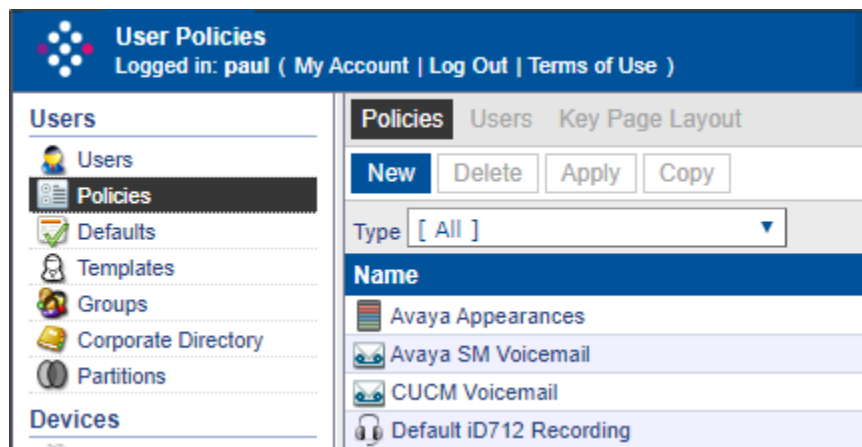 User Policies
Logged in: paul ( My Account | Log Out | Terms of Use )
Users
Users
Policies
Defaults
Templates
Groups
Corporate Directory
Partitions
Devices
Policies Users Key Page Layout
New Delete Apply Copy
Type [ All ]
Name
Avaya Appearances
Avaya SM Voicemail
CUCM Voicemail
Default iD712 Recording